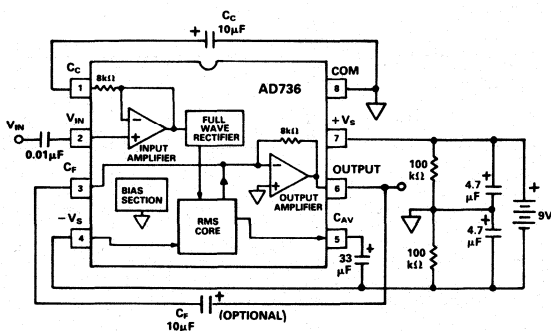 CC
10µF
+
CC
8kΩ
AD736
COM
1
8
VIN
VIN
FULL
WAVE
RECTIFIER
+VS
2
−
+
INPUT
AMPLIFIER
8kΩ
7
0.01µF
CF
OUTPUT
100
kΩ
+
4.7
µF
3
−
+
OUTPUT
AMPLIFIER
6
BIAS
SECTION
−VS
RMS
CORE
CAV
+
9V
4
5
+
33
µF
100
kΩ
+
4.7
µF
CF
10µF
+
(OPTIONAL)